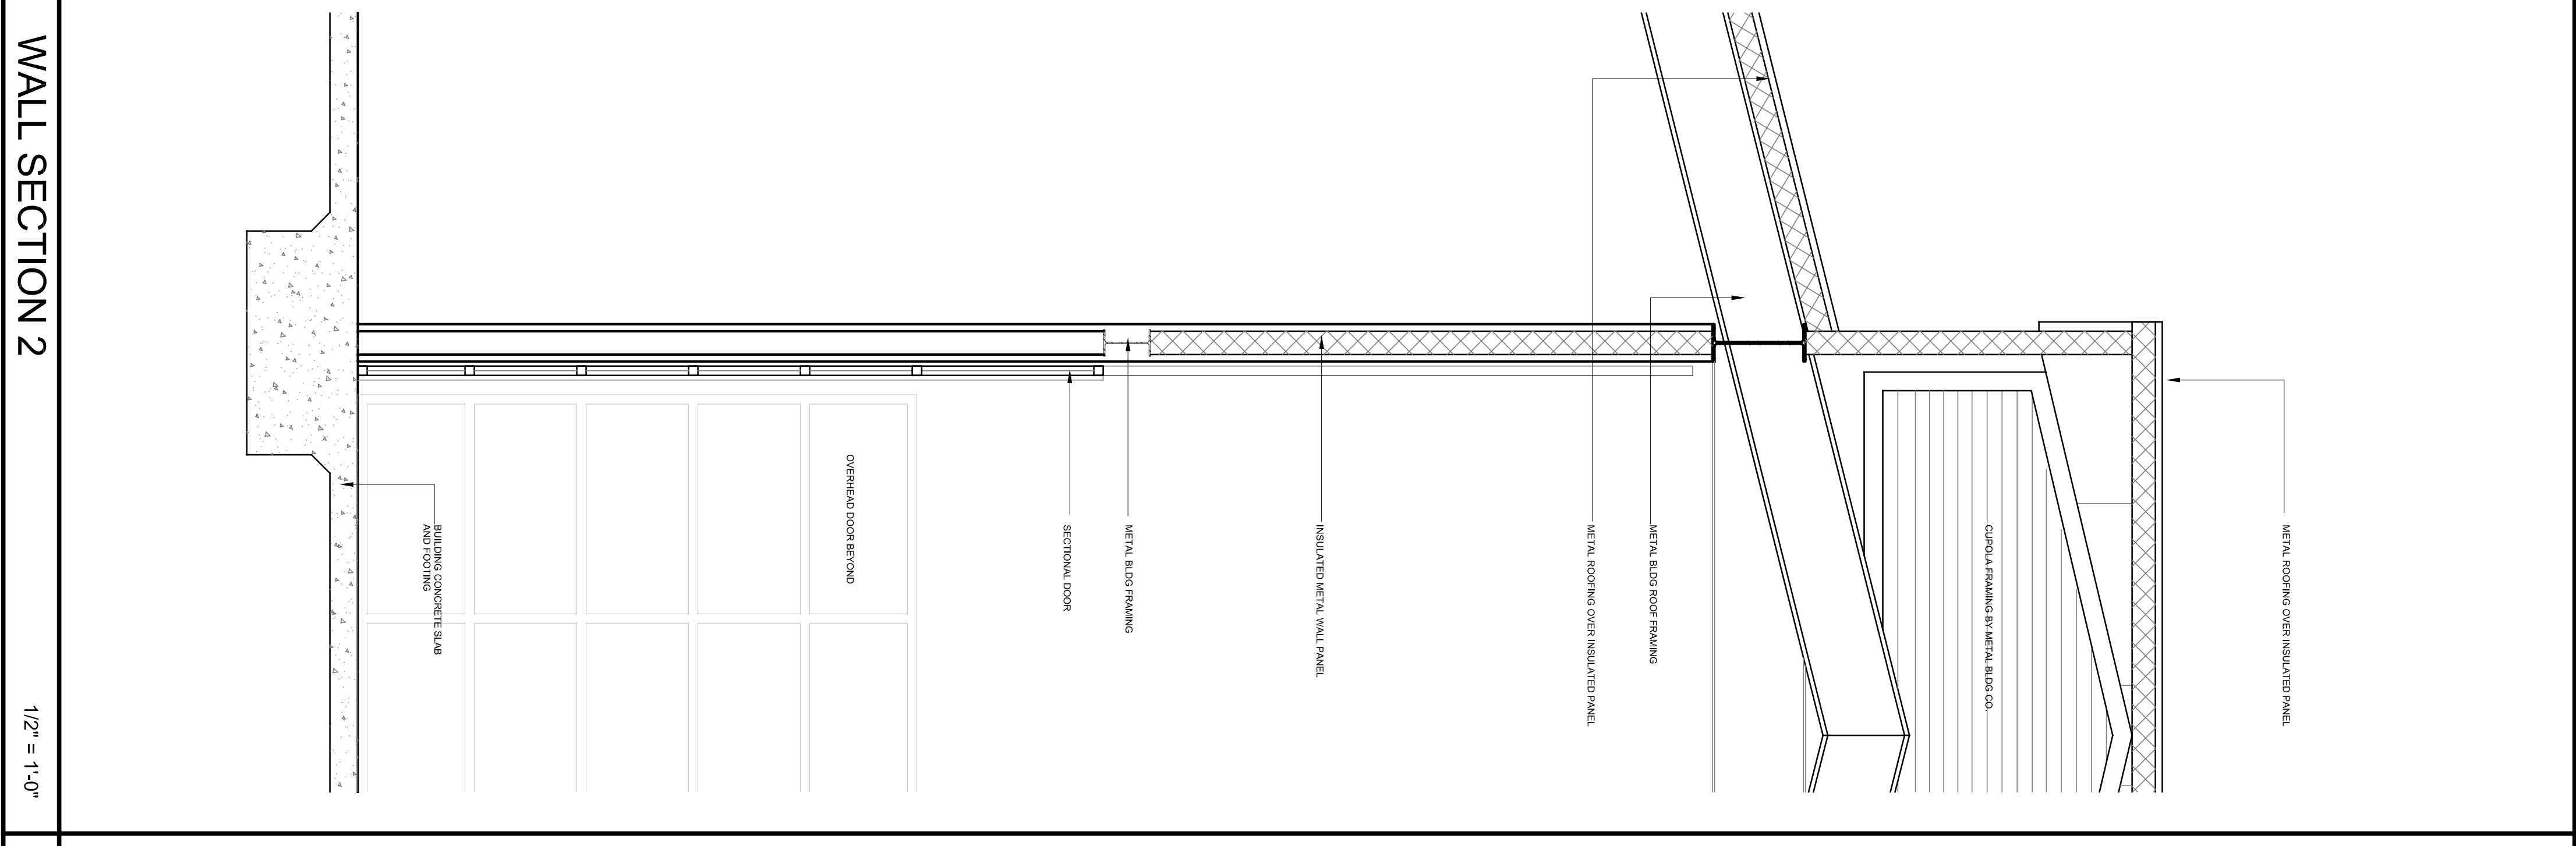 METAL ROOFING OVER INSULATED PANEL
CUPOLA FRAMING BY METAL BLDG CO.
METAL BLDG ROOF FRAMING
METAL ROOFING OVER INSULATED PANEL
INSULATED METAL WALL PANEL
METAL BLDG FRAMING
SECTIONAL DOOR
OVERHEAD DOOR BEYOND
BUILDING CONCRETE SLAB
AND FOOTING
WALL SECTION 2
1/2" = 1'-0"